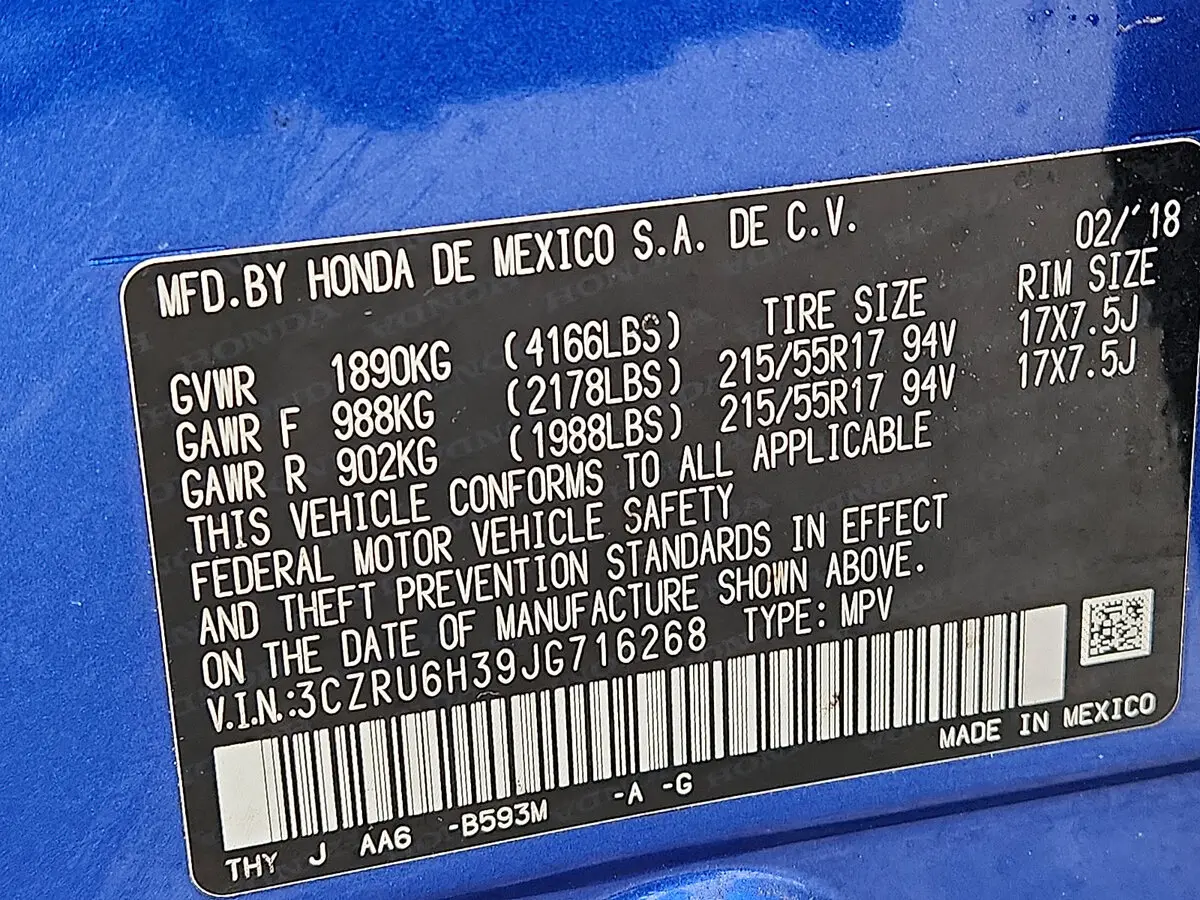 MFD.BY HONDA DE MEXICO S.A. DE C.V. 02/'18
TIRE SIZE RIM SIZE
GVWR 1890KG (4166LBS)
GAWR F 988KG (2178LBS) 215/55R17 94V 17X7.5J
GAWR R 902KG (1988LBS) 215/55R17 94V 17X7.5J
THIS VEHICLE CONFORMS TO ALL APPLICABLE
FEDERAL MOTOR VEHICLE SAFETY
AND THEFT PREVENTION STANDARDS IN EFFECT
ON THE DATE OF MANUFACTURE SHOWN ABOVE.
V.I.N.:3CZRU6H39JG716268 TYPE: MPV
MADE IN MEXICO
THY J AA6 -B593M -A -G